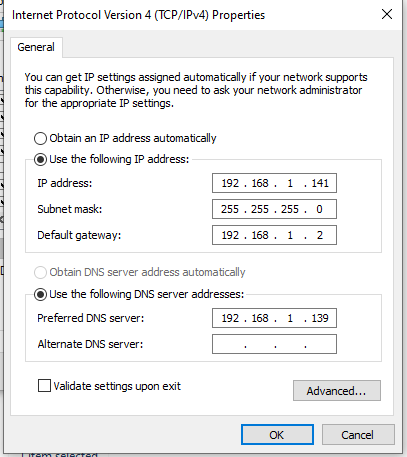 Internet Protocol Version 4 (TCP/IPv4) Properties
General
You can get IP settings assigned automatically if your network supports
this capability. Otherwise, you need to ask your network administrator
for the appropriate IP settings.
Obtain an IP address automatically
Use the following IP address:
IP address: 192 . 168 . 1 . 141
Subnet mask: 255 . 255 . 255 . 0
Default gateway: 192 . 168 . 1 . 2
Obtain DNS server address automatically
Use the following DNS server addresses:
Preferred DNS server: 192 . 168 . 1 . 139
Alternate DNS server: . . .
Validate settings upon exit
Advanced...
OK Cancel
item selected